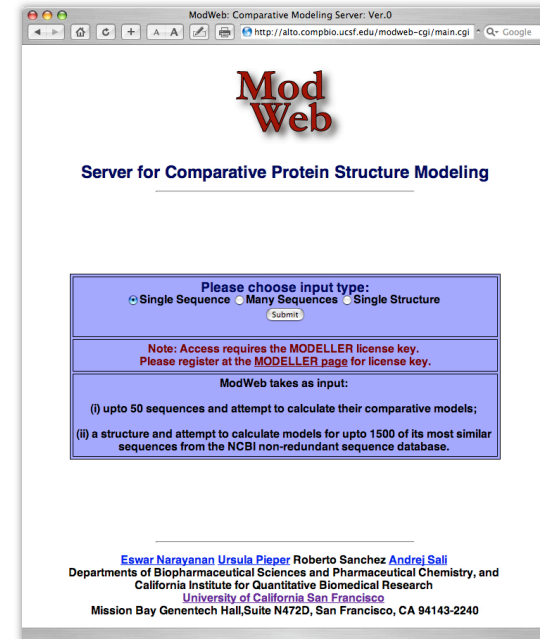 ModWeb: Comparative Modeling Server: Ver.0
A A http://alto.compbio.ucsf.edu/modweb-cgi/main.cgi Q Google
Mod
Web
Server for Comparative Protein Structure Modeling
Please choose input type:
Single Sequence Many Sequences Single Structure
Submit
Note: Access requires the MODELLER license key.
Please register at the MODELLER page for license key.
ModWeb takes as input:
(i) upto 50 sequences and attempt to calculate their comparative models;
(ii) a structure and attempt to calculate models for upto 1500 of its most similar
sequences from the NCBI non-redundant sequence database.
Eswar Narayanan Ursula Pieper Roberto Sanchez Andrej Sali
Departments of Biopharmaceutical Sciences and Pharmaceutical Chemistry, and
California Institute for Quantitative Biomedical Research
University of California San Francisco
Mission Bay Genentech Hall,Suite N472D, San Francisco, CA 94143-2240